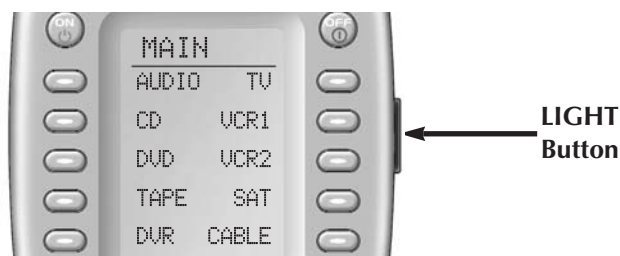 ON OFF
MAIN
AUDIO TV
CD VCR1
DVD VCR2
TAPE SAT
DVR CABLE
LIGHT
Button